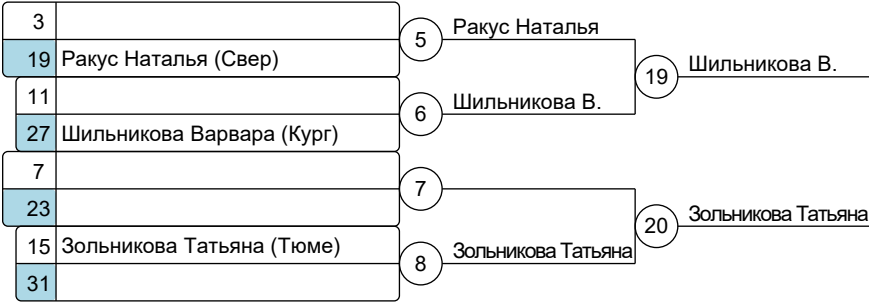 3
5 Ракус Наталья
19 Ракус Наталья (Свер)
19 Шильникова В.
11
6 Шильникова В.
27 Шильникова Варвара (Кург)
7
7
23
20 Зольникова Татьяна
15 Зольникова Татьяна (Тюме)
8 Зольникова Татьяна
31